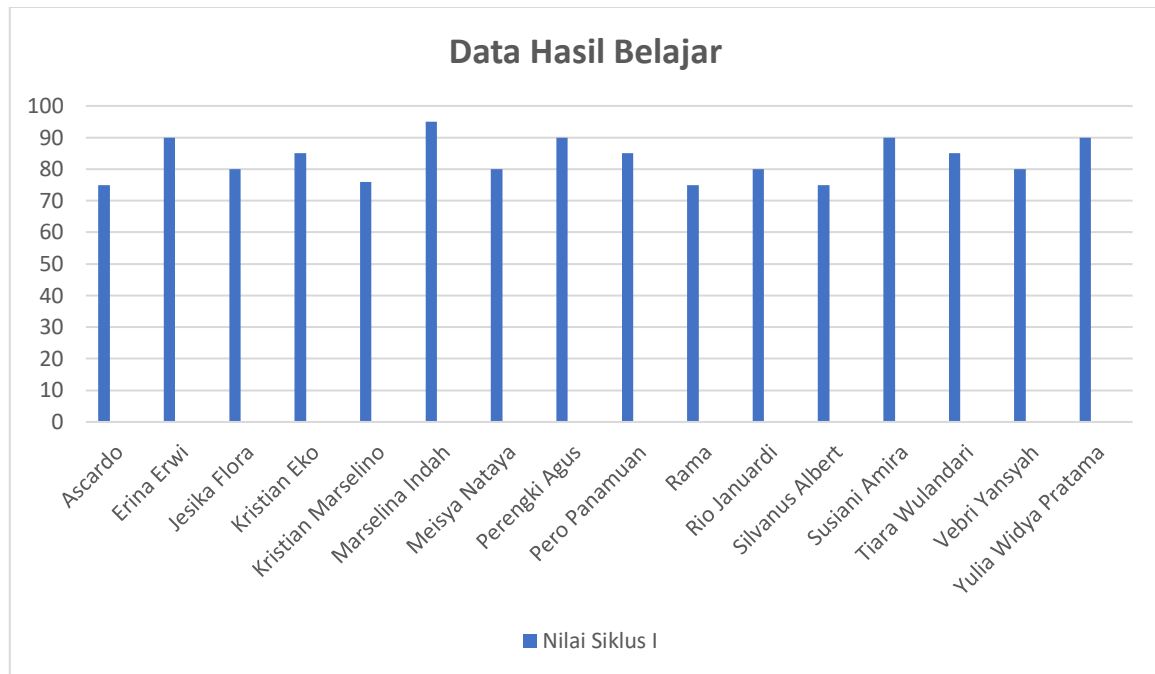 Data Hasil Belajar
100
90
80
70
60
50
40
30
20
10
0
Ascardo
Erina Erwi
Jesika Flora
Kristian Eko
Kristian Marselino
Marselina Indah
Meisya Nataya
Perengki Agus
Pero Panamuan
Rama
Rio Januardi
Silvanus Albert
Susiani Amira
Tiara Wulandari
Vebri Yansyah
Yulia Widya Pratama
Nilai Siklus I